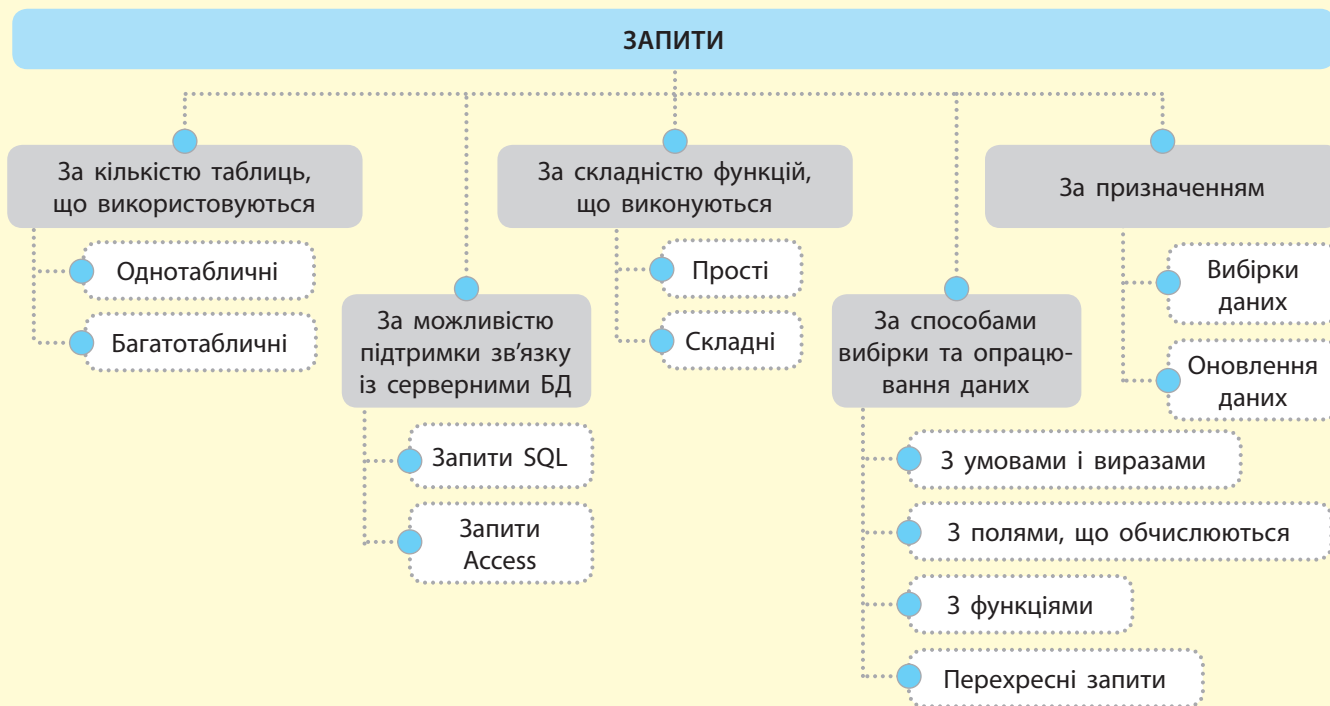 ЗАПИТИ
За кількістю таблиць,
що використовуються
Однотабличні
Багатотабличні
За можливістю
підтримки зв'язку
із серверними БД
Запити SQL
Запити
Access
За складністю функцій,
що виконуються
Прості
Складні
За способами
вибірки та опрацю-
вання даних
З умовами і виразами
З полями, що обчислюються
З функціями
Перехресні запити
За призначенням
Вибірки
даних
Оновлення
даних